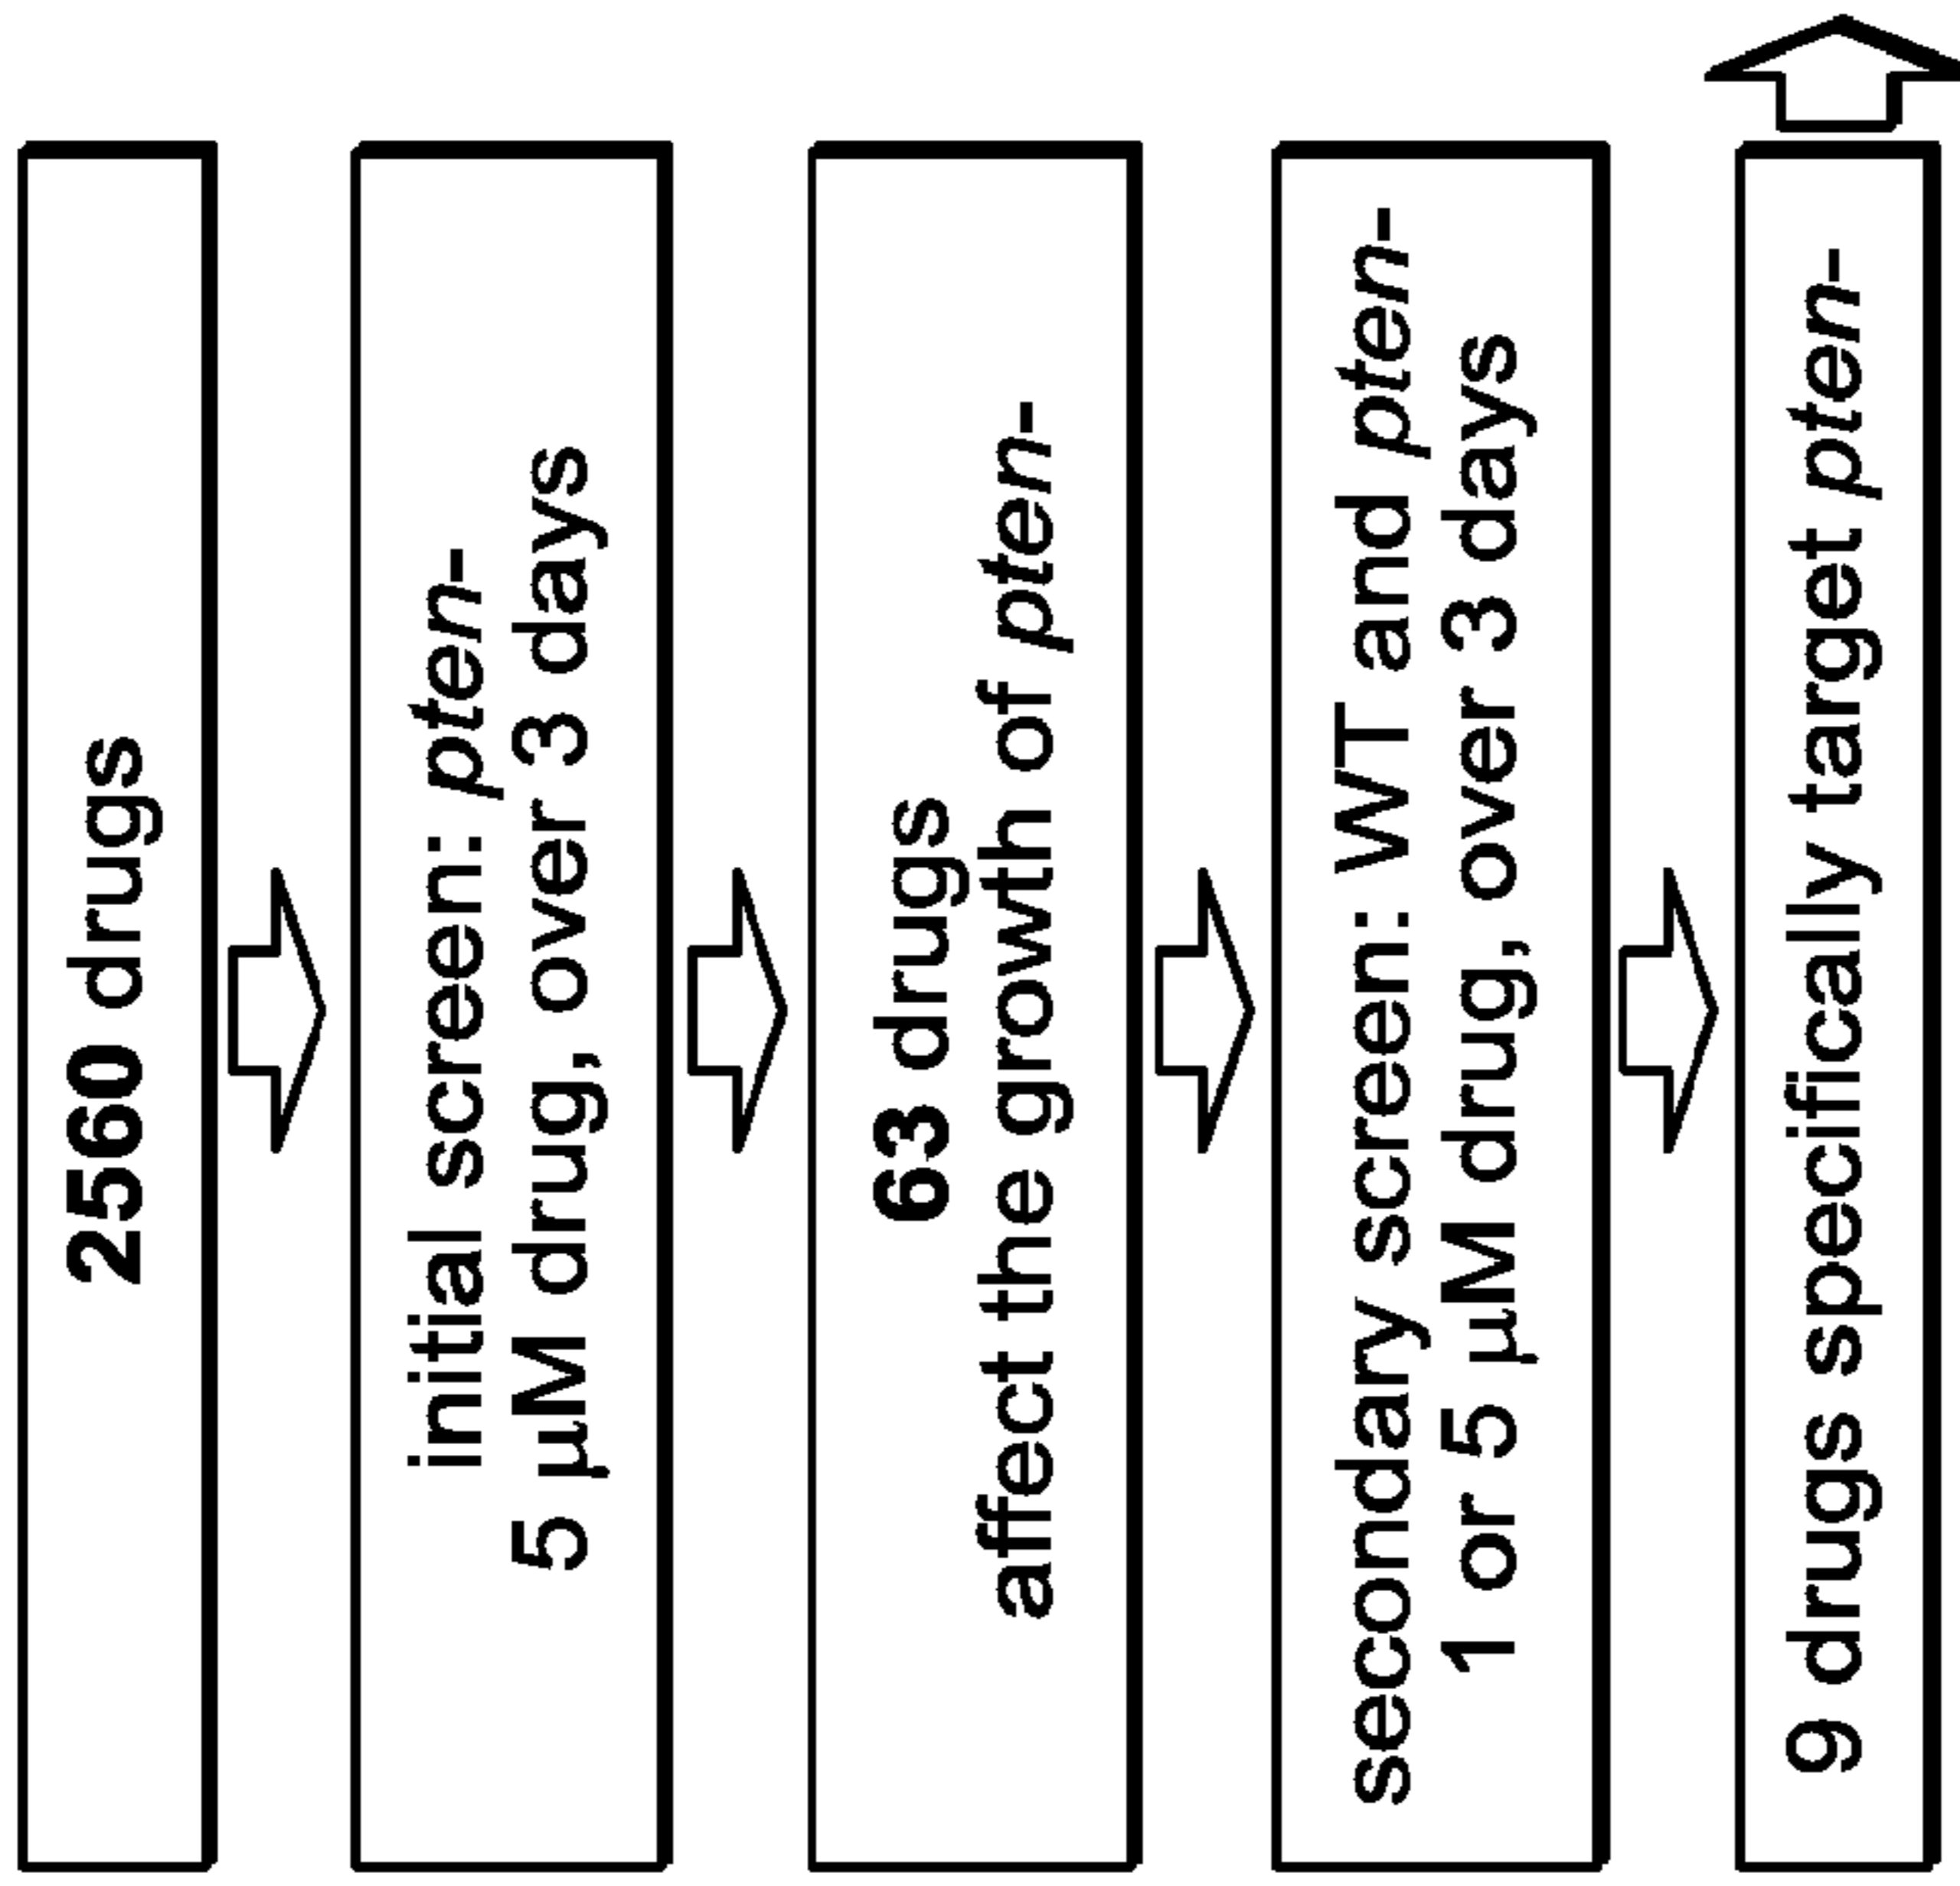 2560 drugs
initial screen: pten-
5 µM drug, over 3 days
63 drugs
affect the growth of pten-
secondary screen: WT and pten-
1 or 5 µM drug, over 3 days
9 drugs specifically target pten-